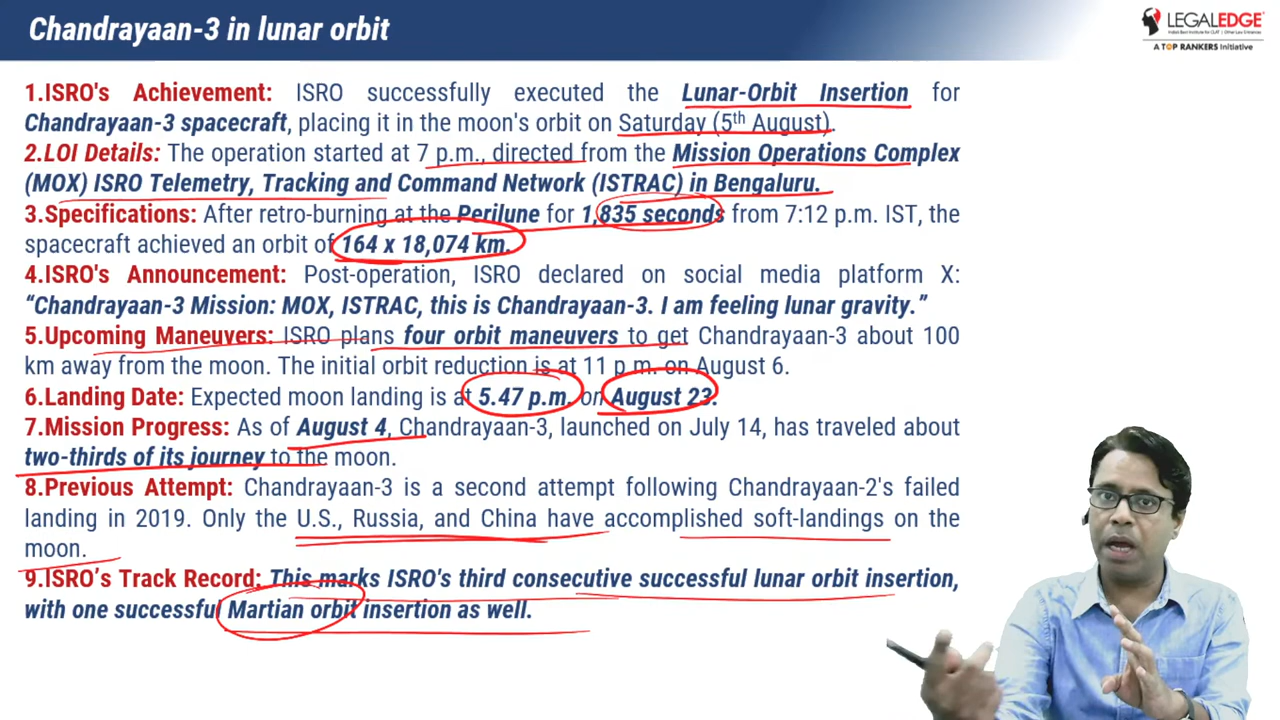 Chandrayaan-3 in lunar orbit
LEGALEDGE
India's Best Institute for CLAT | Other Law Entrances
A TOP RANKERS Initiative
1.ISRO's Achievement: ISRO successfully executed the Lunar-Orbit Insertion for
Chandrayaan-3 spacecraft, placing it in the moon's orbit on Saturday (5th August).
2.LOI Details: The operation started at 7 p.m., directed from the Mission Operations Complex
(MOX) ISRO Telemetry, Tracking and Command Network (ISTRAC) in Bengaluru.
3.Specifications: After retro-burning at the Perilune for 1,835 seconds from 7:12 p.m. IST, the
spacecraft achieved an orbit of 164 x 18,074 km.
4.ISRO's Announcement: Post-operation, ISRO declared on social media platform X:
“Chandrayaan-3 Mission: MOX, ISTRAC, this is Chandrayaan-3. I am feeling lunar gravity.”
5.Upcoming Maneuvers: ISRO plans four orbit maneuvers to get Chandrayaan-3 about 100
km away from the moon. The initial orbit reduction is at 11 p.m. on August 6.
6.Landing Date: Expected moon landing is at 5.47 p.m. on August 23.
7.Mission Progress: As of August 4, Chandrayaan-3, launched on July 14, has traveled about
two-thirds of its journey to the moon.
8.Previous Attempt: Chandrayaan-3 is a second attempt following Chandrayaan-2's failed
landing in 2019. Only the U.S., Russia, and China have accomplished soft-landings on the
moon.
9.ISRO’s Track Record: This marks ISRO's third consecutive successful lunar orbit insertion,
with one successful Martian orbit insertion as well.